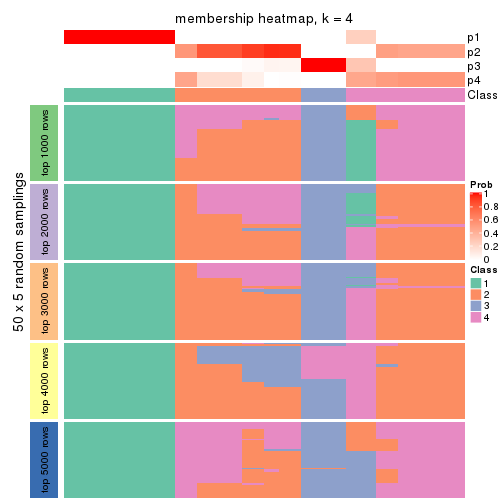 membership heatmap, k = 4
p1
p2
p3
p4
Class
50 x 5 random samplings
top 1000 rows
top 2000 rows
top 3000 rows
top 4000 rows
top 5000 rows
Prob
1
0.8
0.6
0.4
0.2
0
Class
1
2
3
4